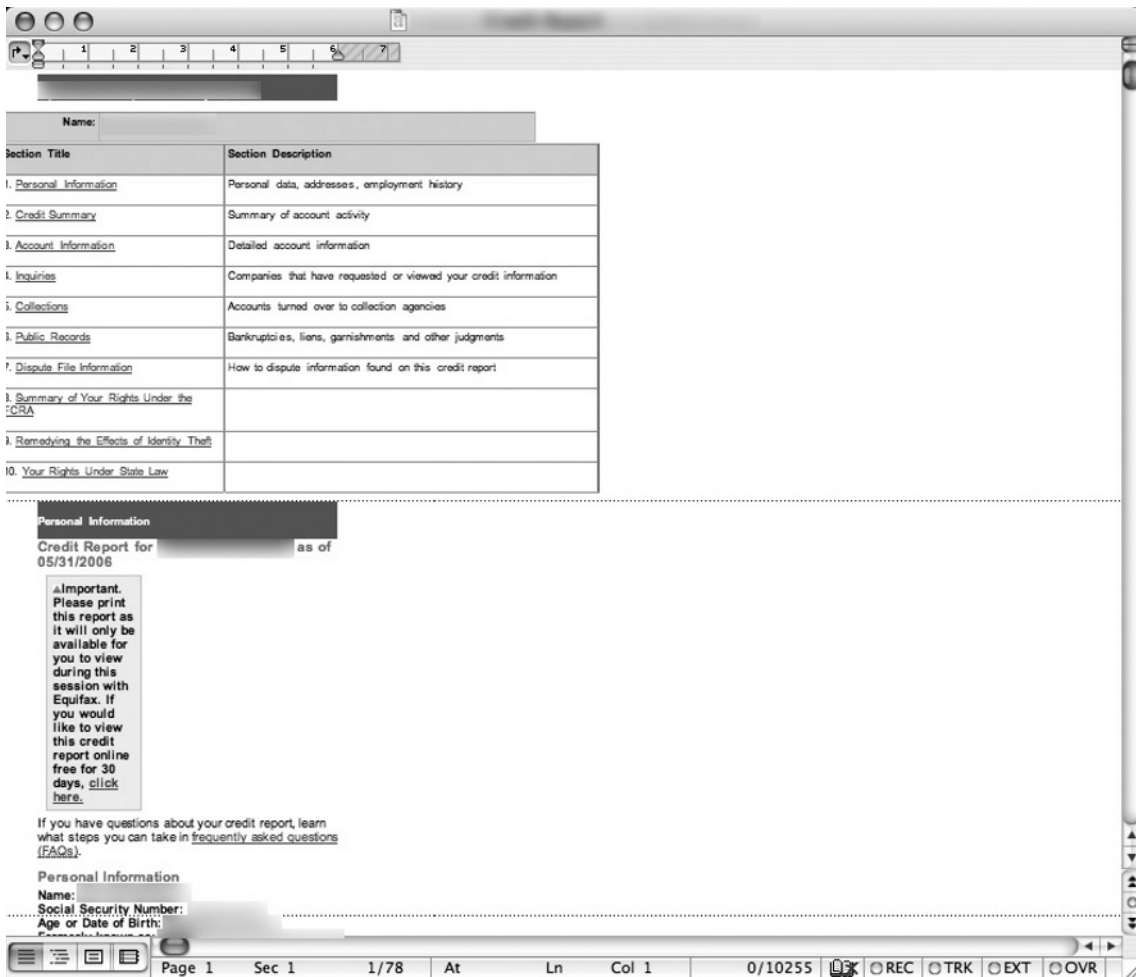 Credit Report
1 2 3 4 5 6 7
Name:
Section Title Section Description
1. Personal Information Personal data, addresses, employment history
2. Credit Summary Summary of account activity
3. Account Information Detailed account information
4. Inquiries Companies that have requested or viewed your credit information
5. Collections Accounts turned over to collection agencies
6. Public Records Bankruptcies, liens, garnishments and other judgments
7. Dispute File Information How to dispute information found on this credit report
8. Summary of Your Rights Under the
FCRA
9. Remedying the Effects of Identity Theft
10. Your Rights Under State Law
Personal Information
Credit Report for as of
05/31/2006
Important.
Please print
this report as
it will only be
available for
you to view
during this
session with
Equifax. If
you would
like to view
this credit
report online
free for 30
days, click
here.
If you have questions about your credit report, learn
what steps you can take in frequently asked questions
(FAQs).
Personal Information
Name:
Social Security Number:
Age or Date of Birth:
Page 1 Sec 1 1/78 At Ln Col 1 0/10255 REC TRK EXT OVR